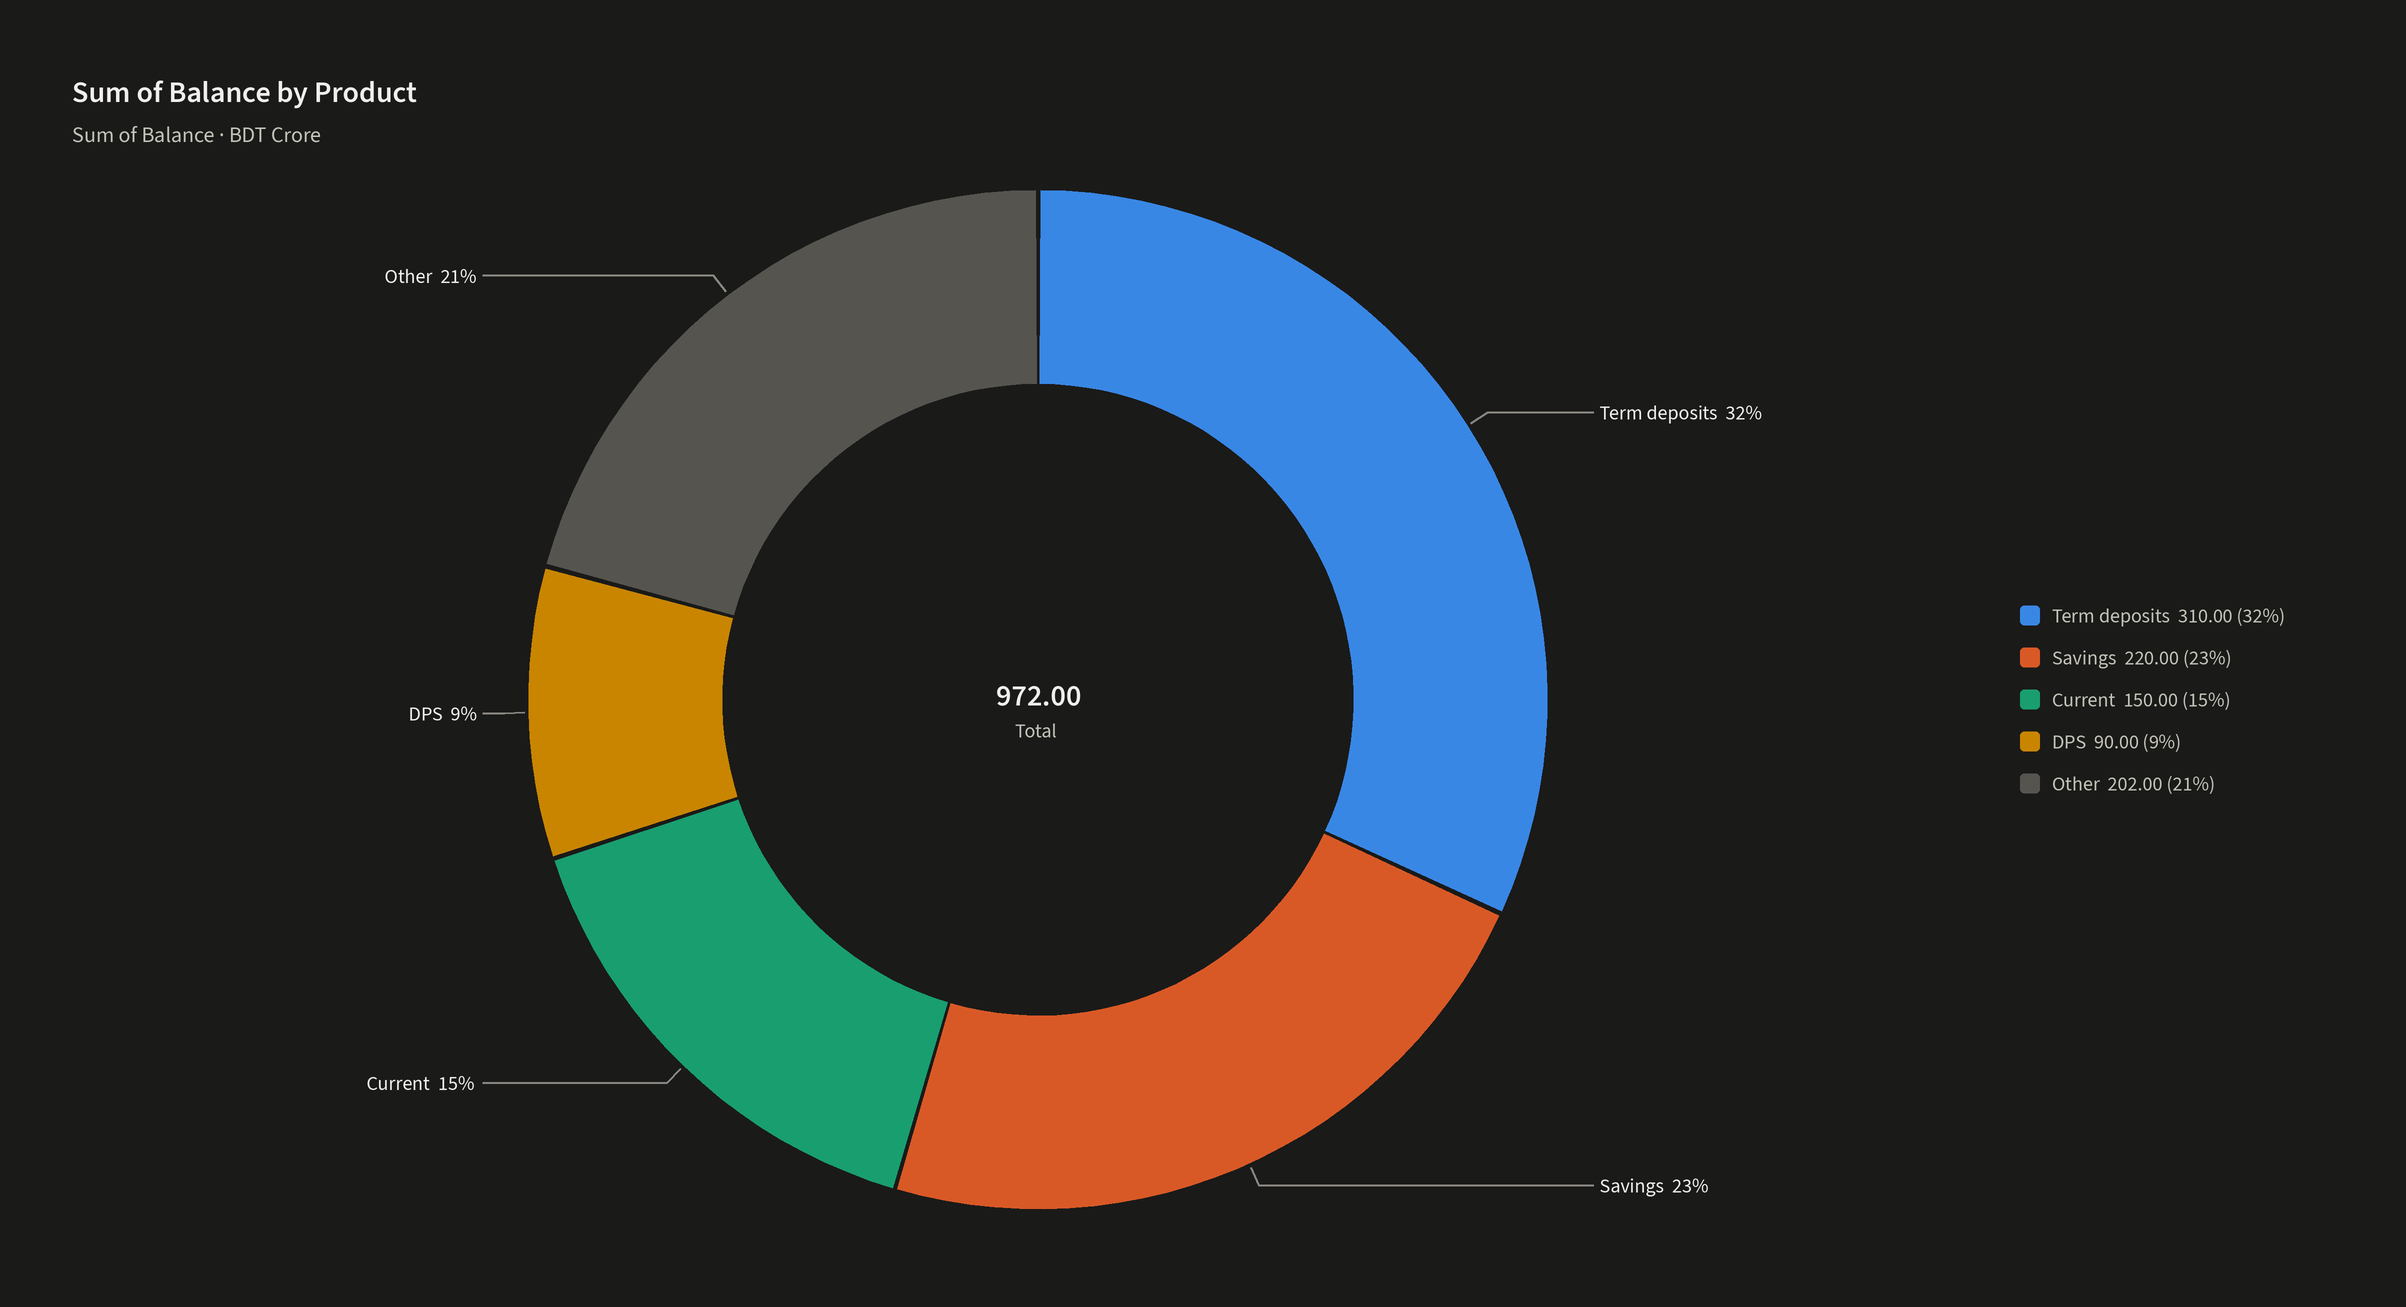 Sum of Balance by Product
Sum of Balance · BDT Crore
Other 21%
Term deposits 32%
DPS 9%
972.00
Total
Current 15%
Savings 23%
Term deposits 310.00 (32%)
Savings 220.00 (23%)
Current 150.00 (15%)
DPS 90.00 (9%)
Other 202.00 (21%)